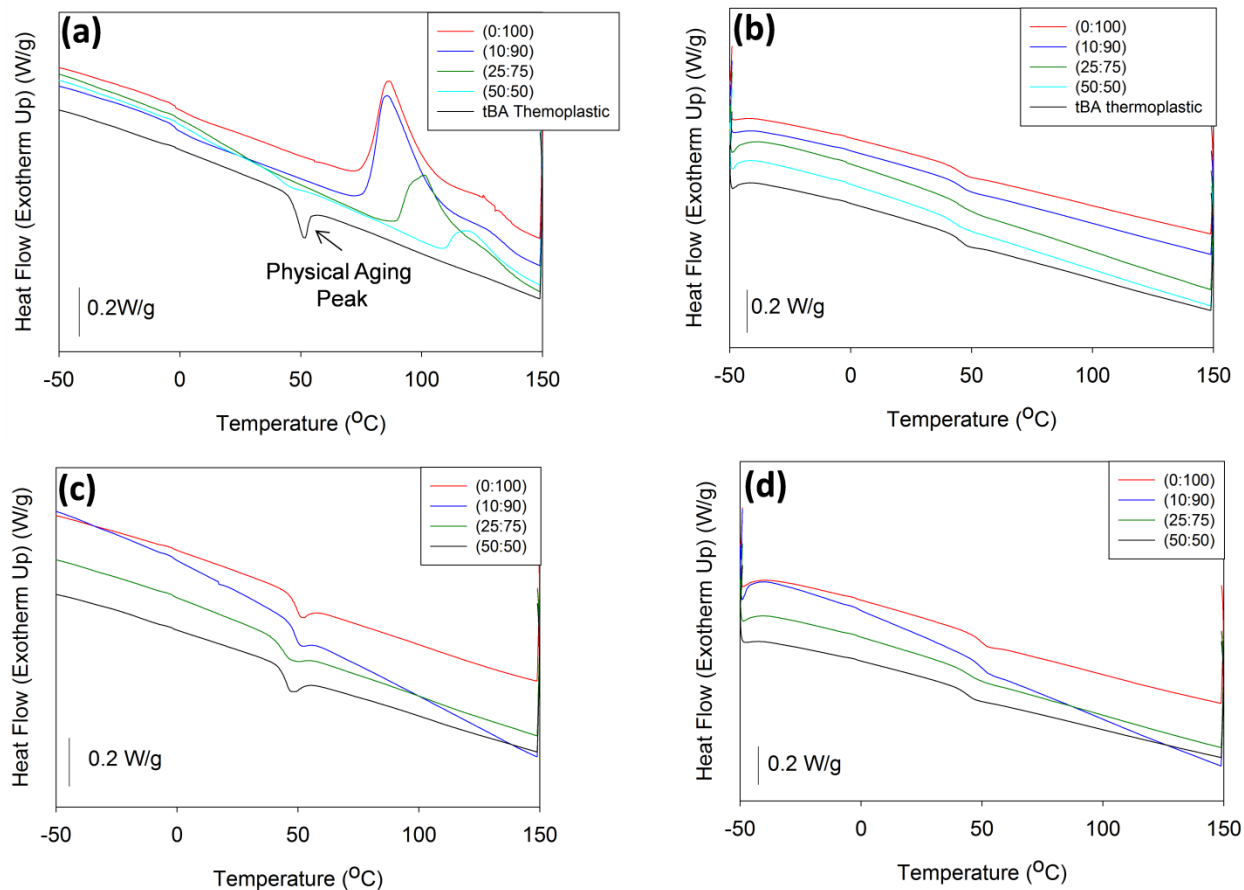 (a)
(0:100)
(10:90)
(25:75)
(50:50)
tBA Themoplastic
Physical Aging
Peak
0.2W/g
Heat Flow (Exotherm Up) (W/g)
-50 0 50 100 150
Temperature (ᴼC)
(b)
(0:100)
(10:90)
(25:75)
(50:50)
tBA thermoplastic
0.2 W/g
Heat Flow (Exotherm Up) (W/g)
-50 0 50 100 150
Temperature (ᴼC)
(c)
(0:100)
(10:90)
(25:75)
(50:50)
0.2 W/g
Heat Flow (Exotherm Up) (W/g)
-50 0 50 100 150
Temperature (ᴼC)
(d)
(0:100)
(10:90)
(25:75)
(50:50)
0.2 W/g
Heat Flow (Exotherm Up) (W/g)
-50 0 50 100 150
Temperature (ᴼC)